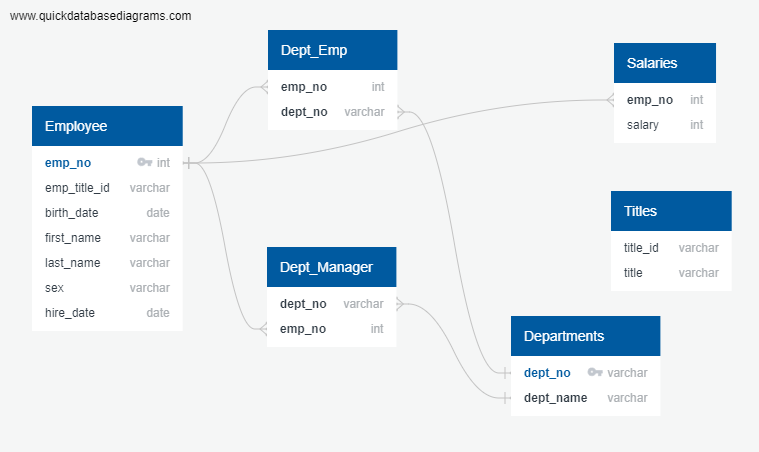 www.quickdatabasediagrams.com
Employee
emp_no int
emp_title_id varchar
birth_date date
first_name varchar
last_name varchar
sex varchar
hire_date date
Dept_Emp
emp_no int
dept_no varchar
Dept_Manager
dept_no varchar
emp_no int
Salaries
emp_no int
salary int
Titles
title_id varchar
title varchar
Departments
dept_no varchar
dept_name varchar